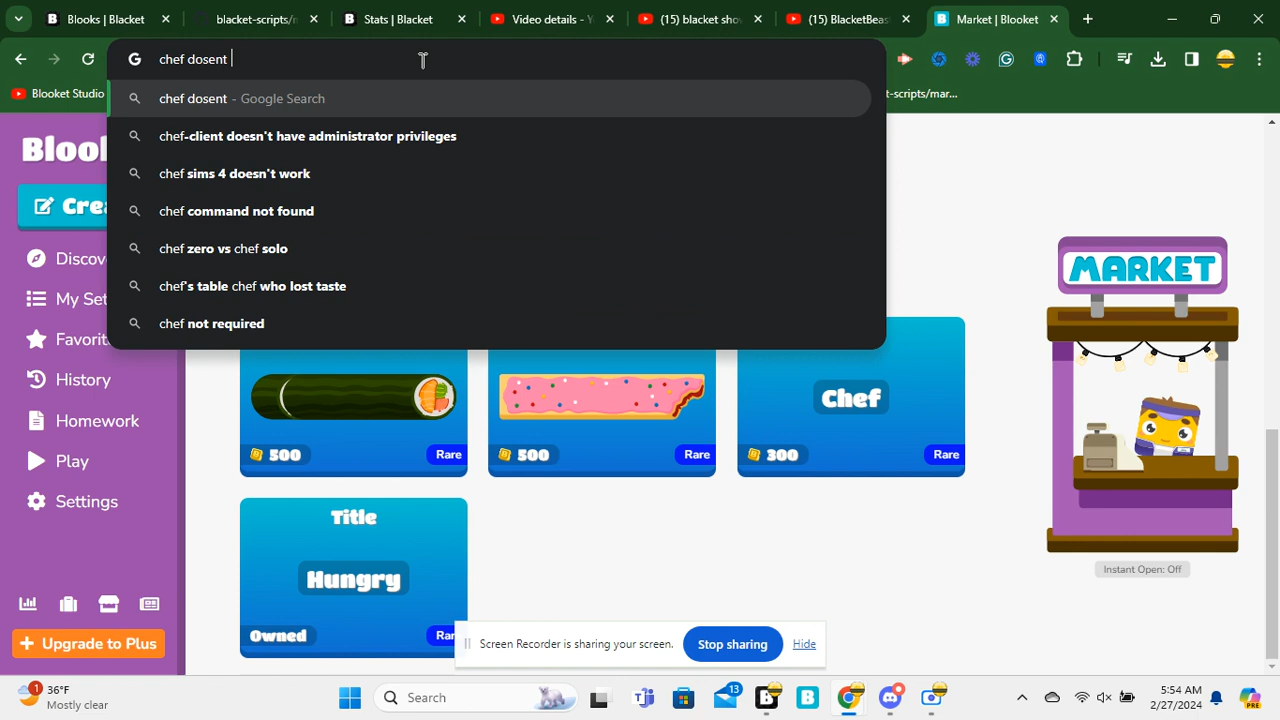 Blooks | Blacket
blacket-scripts/m
Stats | Blacket
Video details - Y
(15) blacket sho
(15) BlacketBeas
Market | Blooket
chef dosent
Blooket Studio
et-scripts/mar...
chef dosent - Google Search
chef-client doesn't have administrator privileges
chef sims 4 doesn't work
chef command not found
chef zero vs chef solo
chef's table chef who lost taste
chef not required
Bloo
Crea
Discov
My Set
Favorit
History
Homework
Play
Settings
Upgrade to Plus
MARKET
Instant Open: Off
500
Rare
500
Rare
Chef
300
Rare
Title
Hungry
Owned
Rar
Screen Recorder is sharing your screen.
Stop sharing
Hide
1
36°F
Mostly clear
Search
13
5:54 AM
2/27/2024
PRE